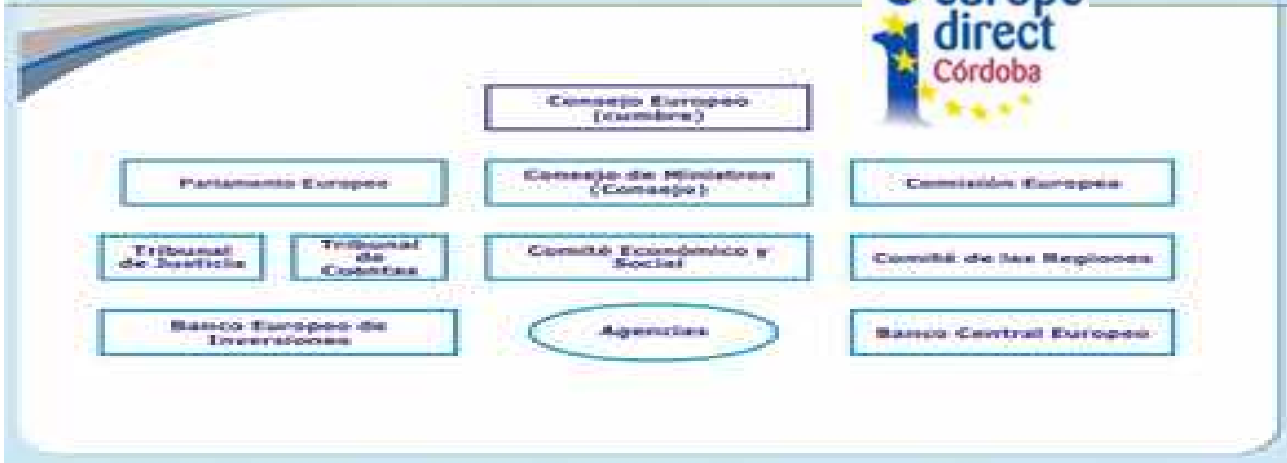 europe
direct
Córdoba
Consejo Europeo
(cumbre)
Parlamento Europeo
Consejo de Ministros
(Consejo)
Comisión Europea
Tribunal
de Justicia
Tribunal
de
Cuentas
Comité Económico y
Social
Comité de las Regiones
Banco Europeo de
Inversiones
Agencias
Banco Central Europeo